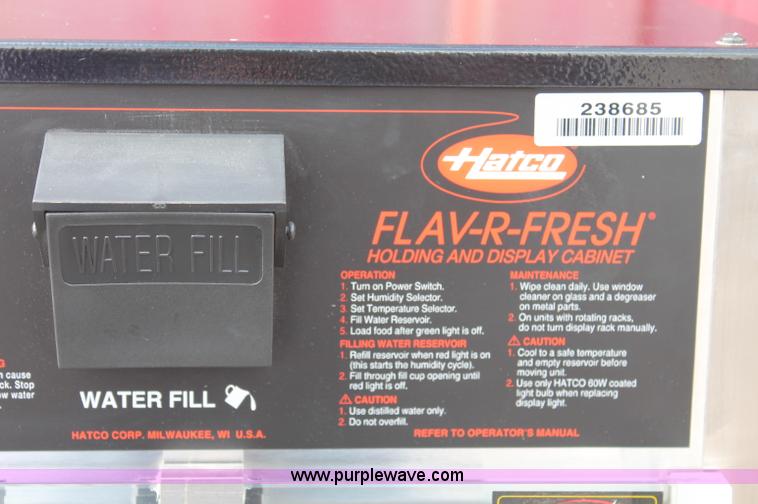 238685
Hatco
FLAV-R-FRESH®
HOLDING AND DISPLAY CABINET
WATER FILL
OPERATION
1. Turn on Power Switch.
2. Set Humidity Selector.
3. Set Temperature Selector.
4. Fill Water Reservoir.
5. Load food after green light is off.
FILLING WATER RESERVOIR
1. Refill reservoir when red light is on
(this starts the humidity cycle).
2. Fill through fill cup opening until
red light is off.
CAUTION
1. Use distilled water only.
2. Do not overfill.
MAINTENANCE
1. Wipe clean daily. Use window
cleaner on glass and a degreaser
on metal parts.
2. On units with rotating racks,
do not turn display rack manually.
CAUTION
1. Cool to a safe temperature
and empty reservoir before
moving unit.
2. Use only HATCO 60W coated
light bulb when replacing
display light.
G
n cause
ck. Stop
ow water
WATER FILL
HATCO CORP. MILWAUKEE, WI U.S.A.
REFER TO OPERATOR'S MANUAL
www.purplewave.com